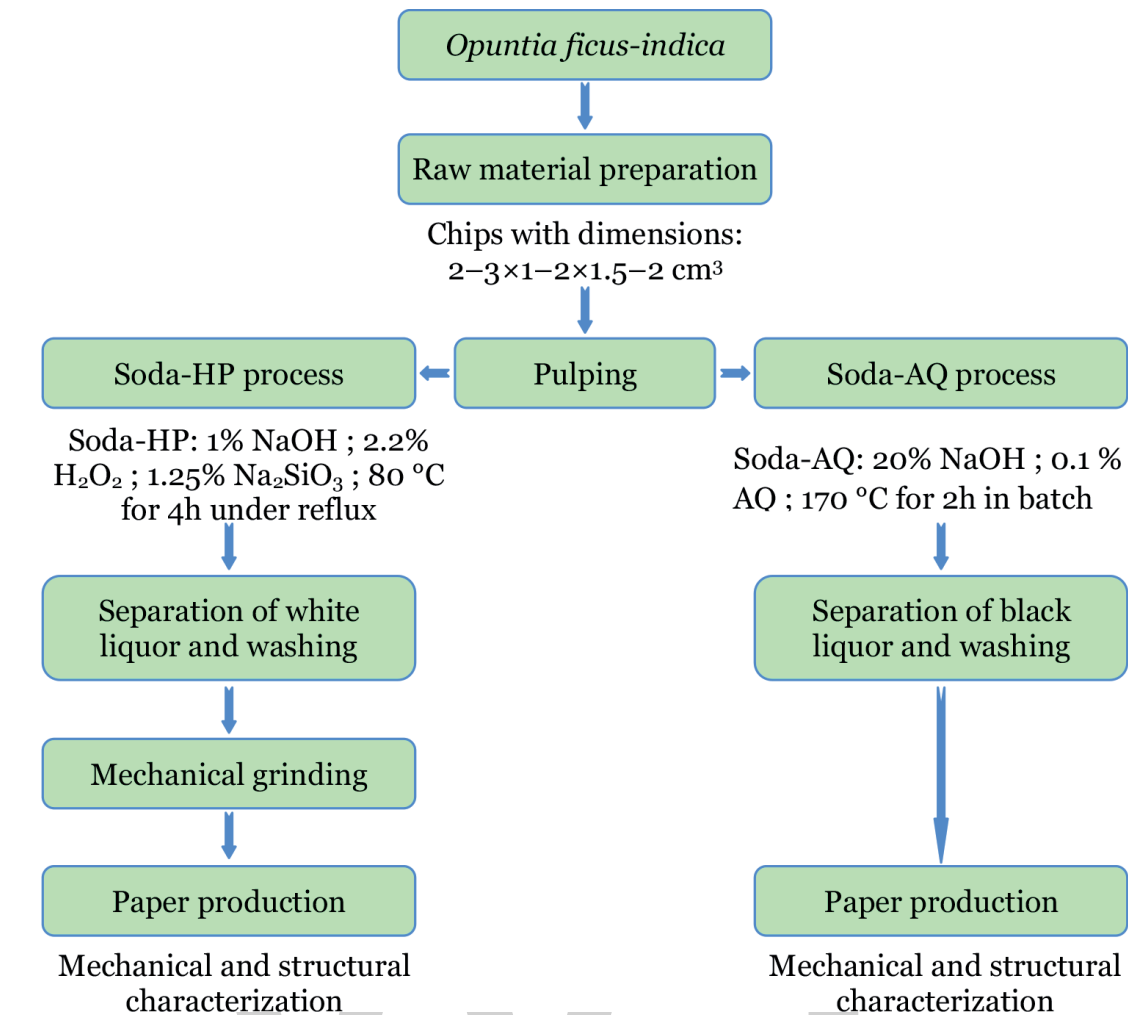 Opuntia ficus-indica
Raw material preparation
Chips with dimensions:
2–3×1–2×1.5–2 cm³
Soda-HP process
Pulping
Soda-AQ process
Soda-HP: 1% NaOH ; 2.2%
H₂O₂ ; 1.25% Na₂SiO₃ ; 80 °C
for 4h under reflux
Soda-AQ: 20% NaOH ; 0.1 %
AQ ; 170 °C for 2h in batch
Separation of white
liquor and washing
Separation of black
liquor and washing
Mechanical grinding
Paper production
Paper production
Mechanical and structural
characterization
Mechanical and structural
characterization